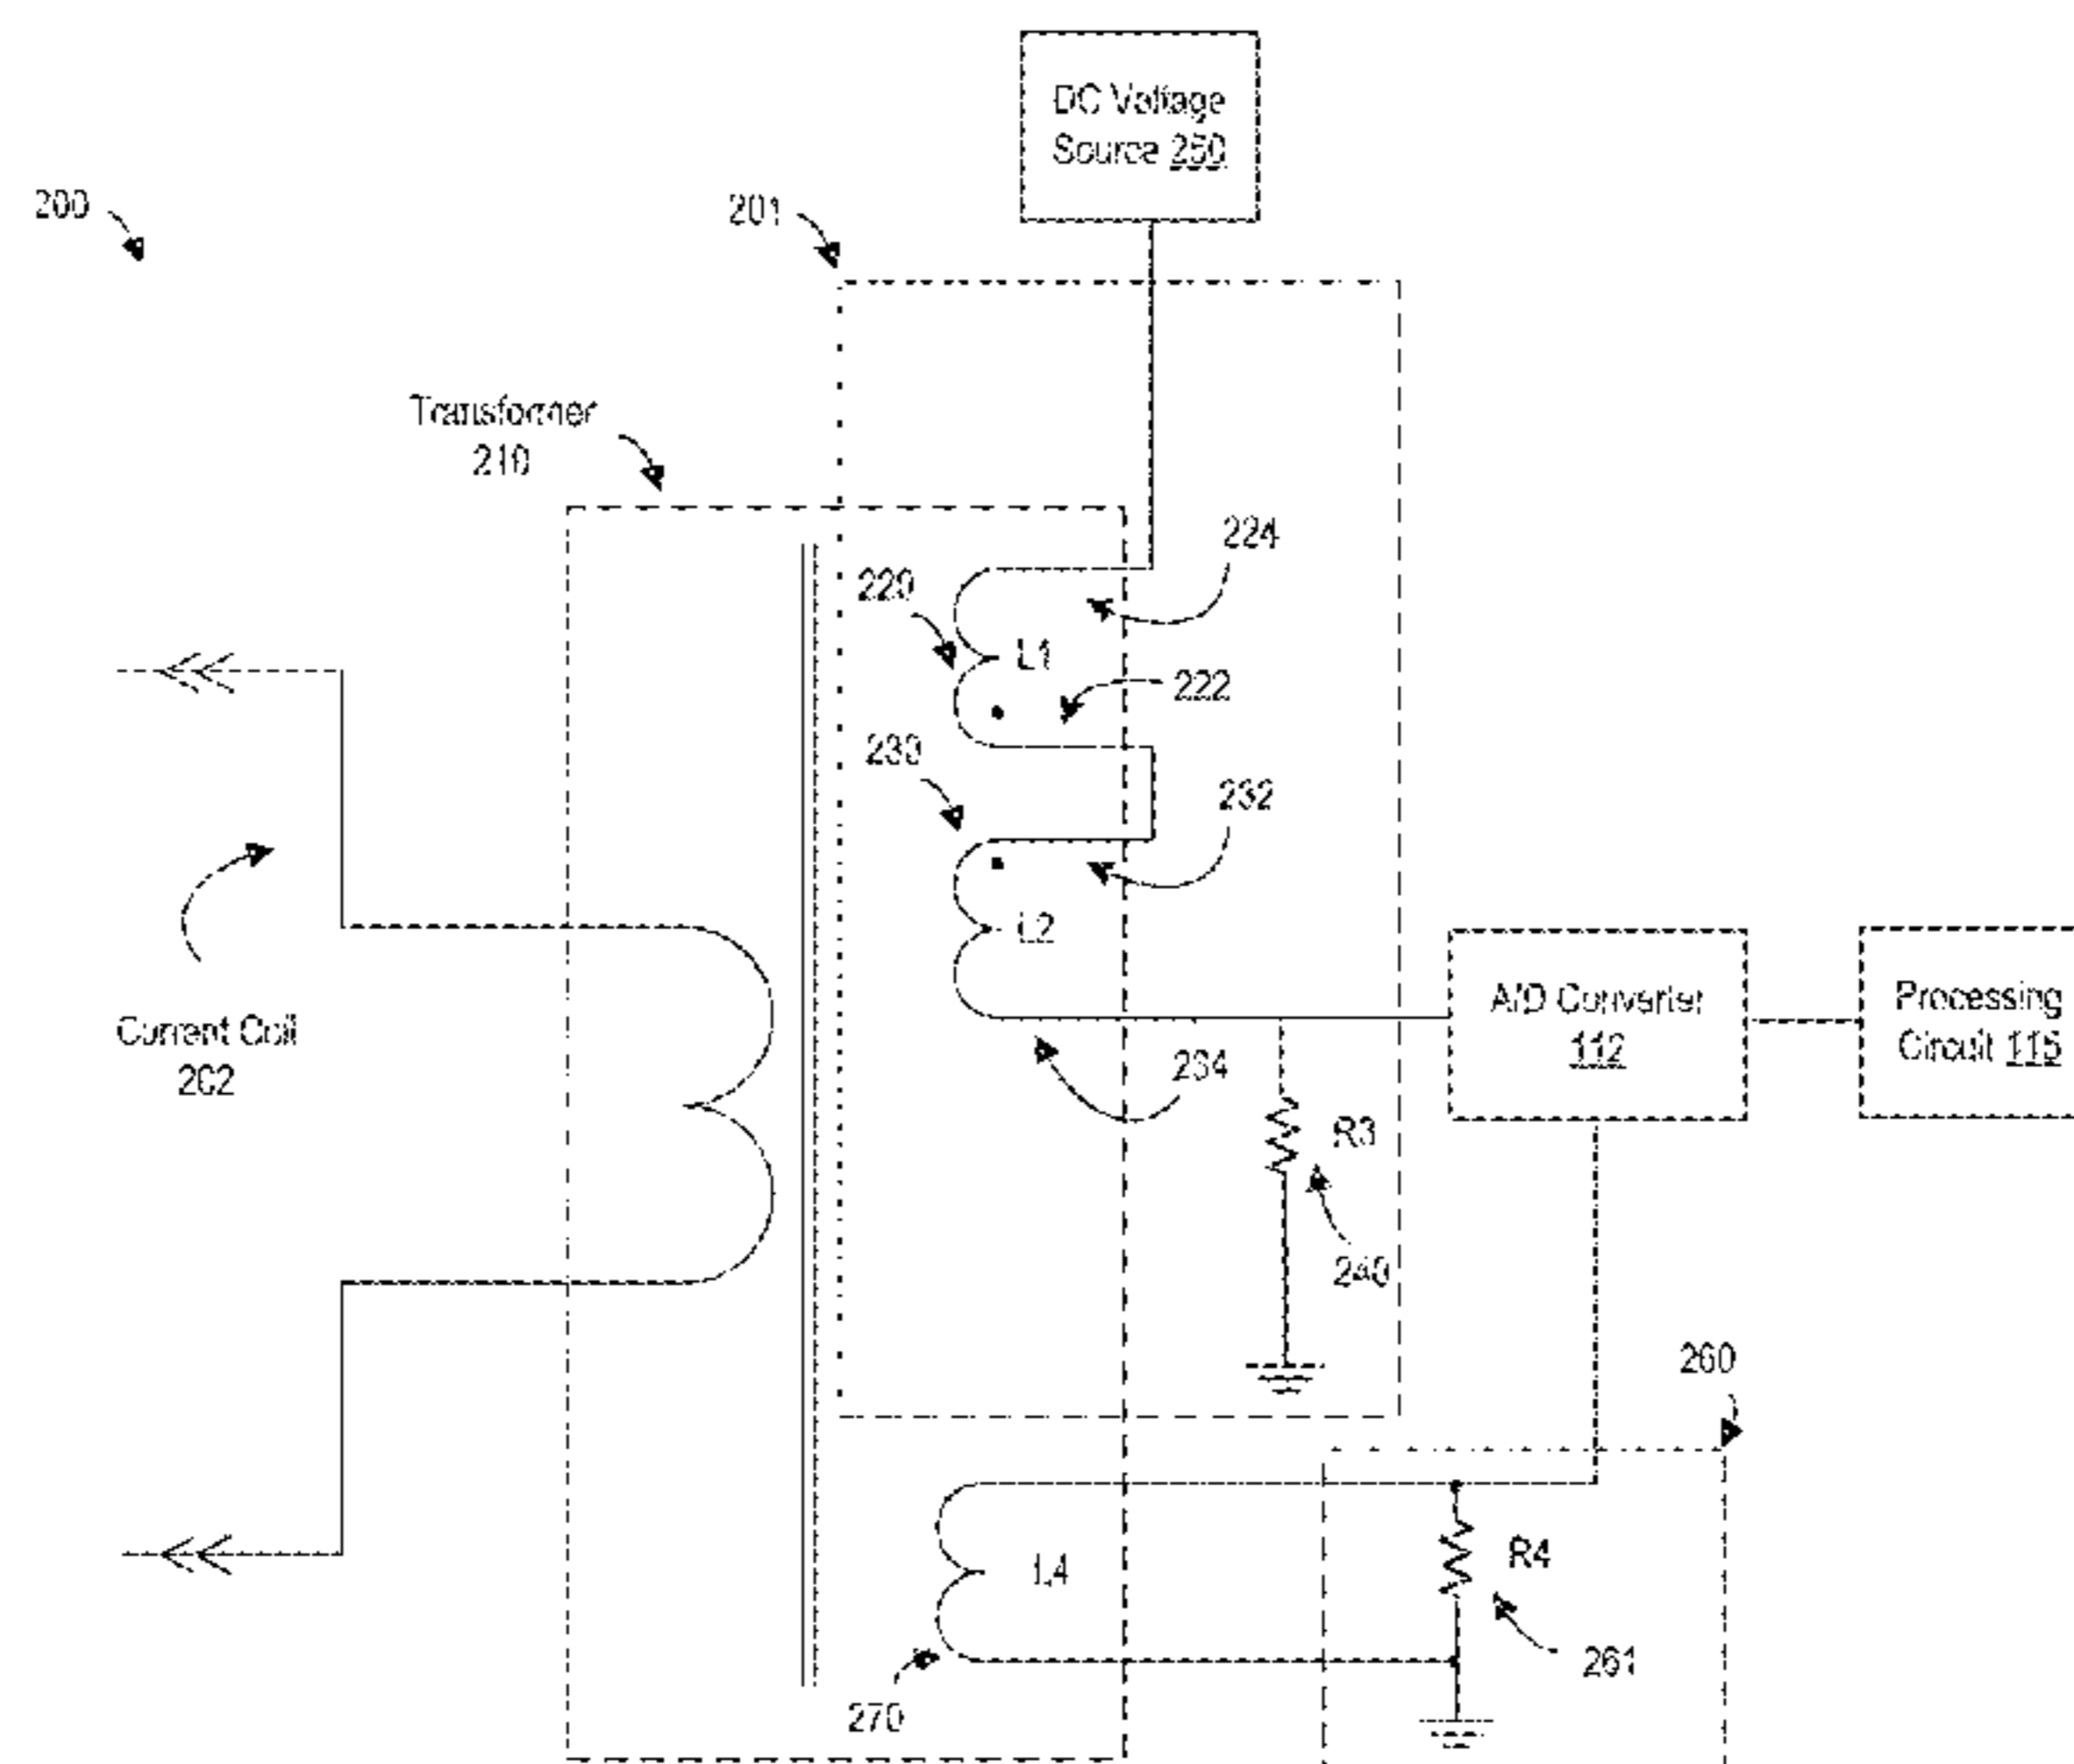 DC Voltage
Source 250
200
201
Transformer
210
224
220
L1
222
230
232
L2
A/D Converter
112
Processing
Circuit 115
Current Coil
202
234
R3
240
260
L4
R4
261
270